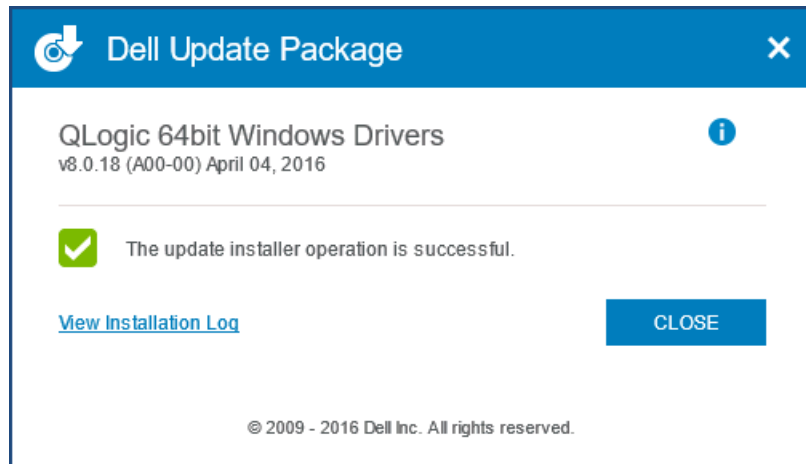 Dell Update Package
QLogic 64bit Windows Drivers
v8.0.18 (A00-00) April 04, 2016
The update installer operation is successful.
View Installation Log
CLOSE
© 2009 - 2016 Dell Inc. All rights reserved.